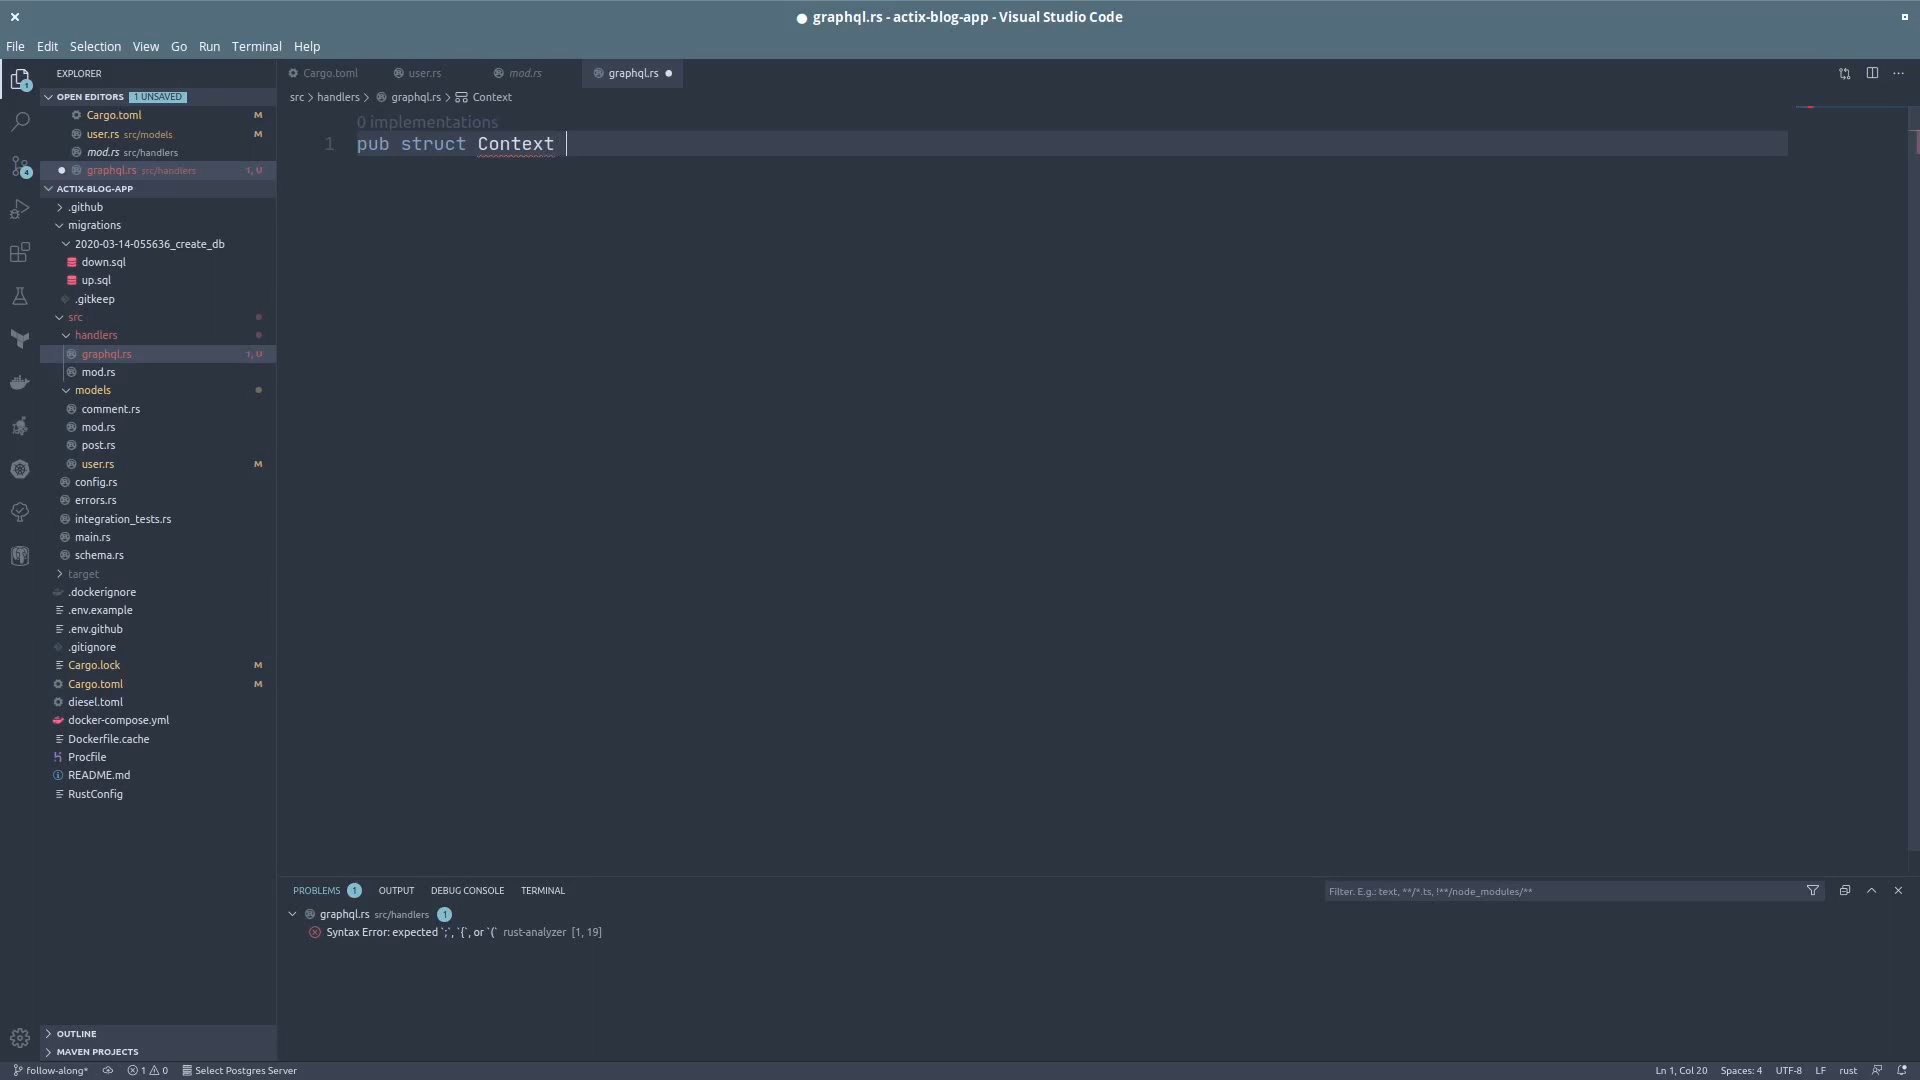 graphql.rs - actix-blog-app - Visual Studio Code
File Edit Selection View Go Run Terminal Help
EXPLORER
OPEN EDITORS 1 UNSAVED
Cargo.toml M
user.rs src/models M
mod.rs src/handlers
graphql.rs src/handlers 1, U
ACTIX-BLOG-APP
.github
migrations
2020-03-14-055636_create_db
down.sql
up.sql
.gitkeep
src
handlers
graphql.rs 1, U
mod.rs
models
comment.rs
mod.rs
post.rs
user.rs M
config.rs
errors.rs
integration_tests.rs
main.rs
schema.rs
target
.dockerignore
.env.example
.env.github
.gitignore
Cargo.lock M
Cargo.toml M
diesel.toml
docker-compose.yml
Dockerfile.cache
Procfile
README.md
RustConfig
OUTLINE
MAVEN PROJECTS
1
4
Cargo.toml user.rs mod.rs graphql.rs
src > handlers > graphql.rs > Context
0 implementations
1 pub struct Context
PROBLEMS 1 OUTPUT DEBUG CONSOLE TERMINAL
Filter. E.g.: text, **/*.ts, !**/node_modules/**
graphql.rs src/handlers 1
Syntax Error: expected `;`, `{`, or `(` rust-analyzer [1, 19]
follow-along* 1 0 Select Postgres Server
Ln 1, Col 20 Spaces: 4 UTF-8 LF rust